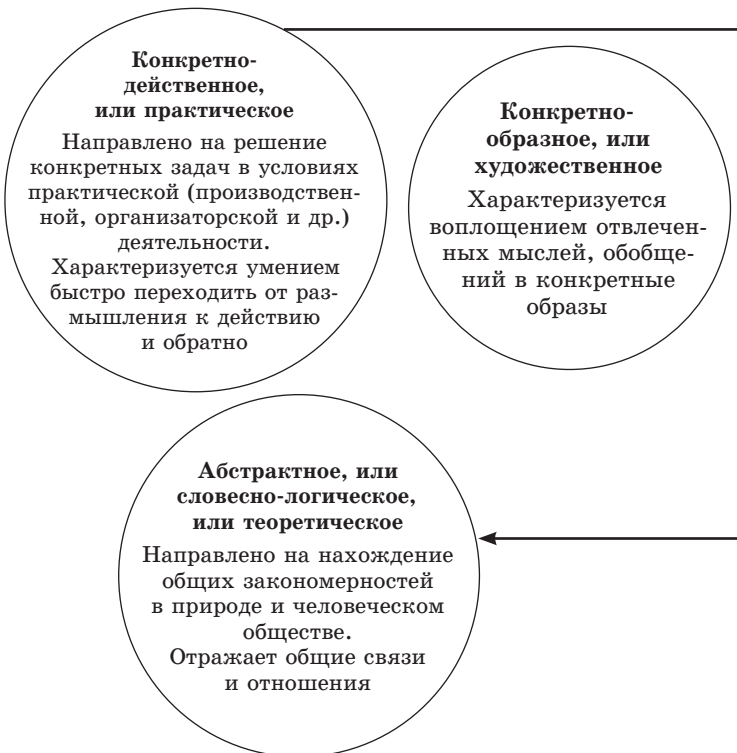 Конкретно-
действенное,
или практическое
Направлено на решение
конкретных задач в условиях
практической (производствен-
ной, организаторской и др.)
деятельности.
Характеризуется умением
быстро переходить от раз-
мышления к действию
и обратно
Конкретно-
образное, или
художественное
Характеризуется
воплощением отвлечен-
ных мыслей, обобще-
ний в конкретные
образы
Абстрактное, или
словесно-логическое,
или теоретическое
Направлено на нахождение
общих закономерностей
в природе и человеческом
обществе.
Отражает общие связи
и отношения